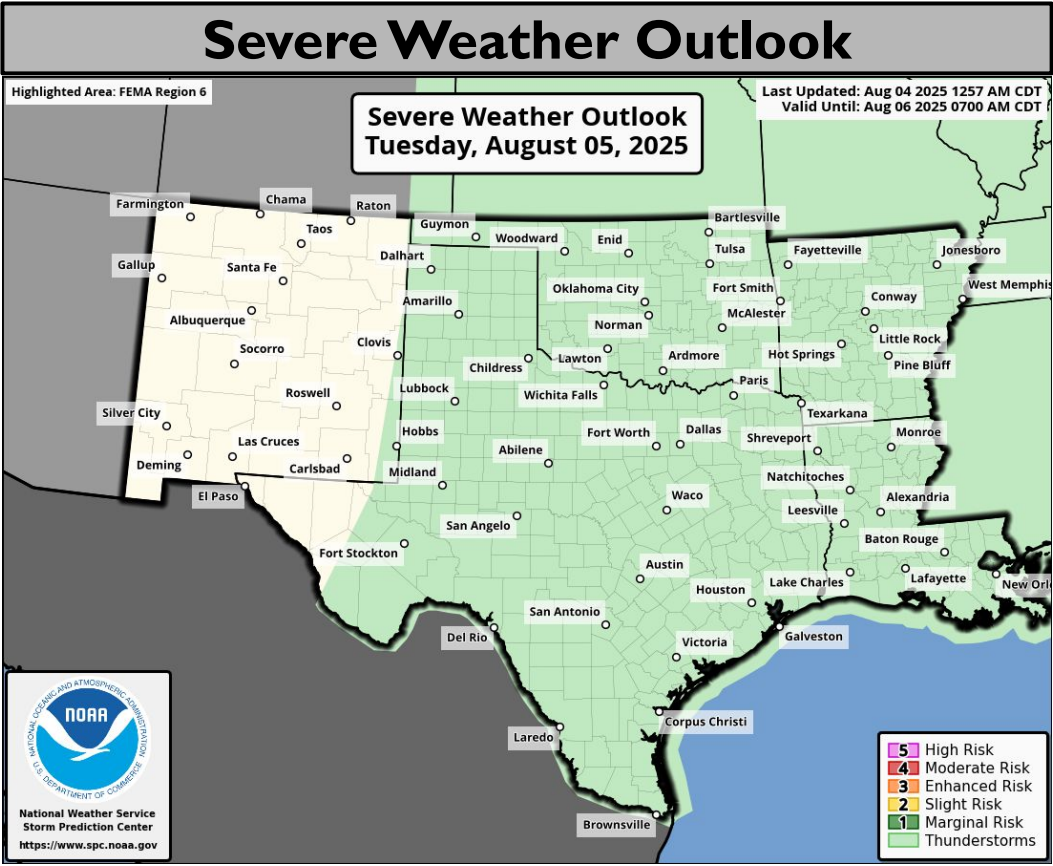 Severe Weather Outlook
Highlighted Area: FEMA Region 6
Last Updated: Aug 04 2025 1257 AM CDT
Valid Until: Aug 06 2025 0700 AM CDT
Severe Weather Outlook
Tuesday, August 05, 2025
Farmington
Chama
Raton
Taos
Guymon
Woodward
Enid
Bartlesville
Tulsa
Fayetteville
Jonesboro
Gallup
Santa Fe
Dalhart
Albuquerque
Amarillo
Oklahoma City
Fort Smith
Conway
West Memphis
Norman
McAlester
Little Rock
Socorro
Clovis
Childress
Lawton
Ardmore
Hot Springs
Pine Bluff
Roswell
Lubbock
Wichita Falls
Paris
Texarkana
Silver City
Las Cruces
Hobbs
Abilene
Fort Worth
Dallas
Shreveport
Monroe
Deming
Carlsbad
Midland
Natchitoches
El Paso
San Angelo
Waco
Leesville
Alexandria
Fort Stockton
Baton Rouge
Austin
Houston
Lake Charles
Lafayette
New Orl
San Antonio
Del Rio
Victoria
Galveston
Laredo
Corpus Christi
Brownsville
NATIONAL OCEANIC AND ATMOSPHERIC ADMINISTRATION
NOAA
U.S. DEPARTMENT OF COMMERCE
National Weather Service
Storm Prediction Center
https://www.spc.noaa.gov
5 High Risk
4 Moderate Risk
3 Enhanced Risk
2 Slight Risk
1 Marginal Risk
Thunderstorms